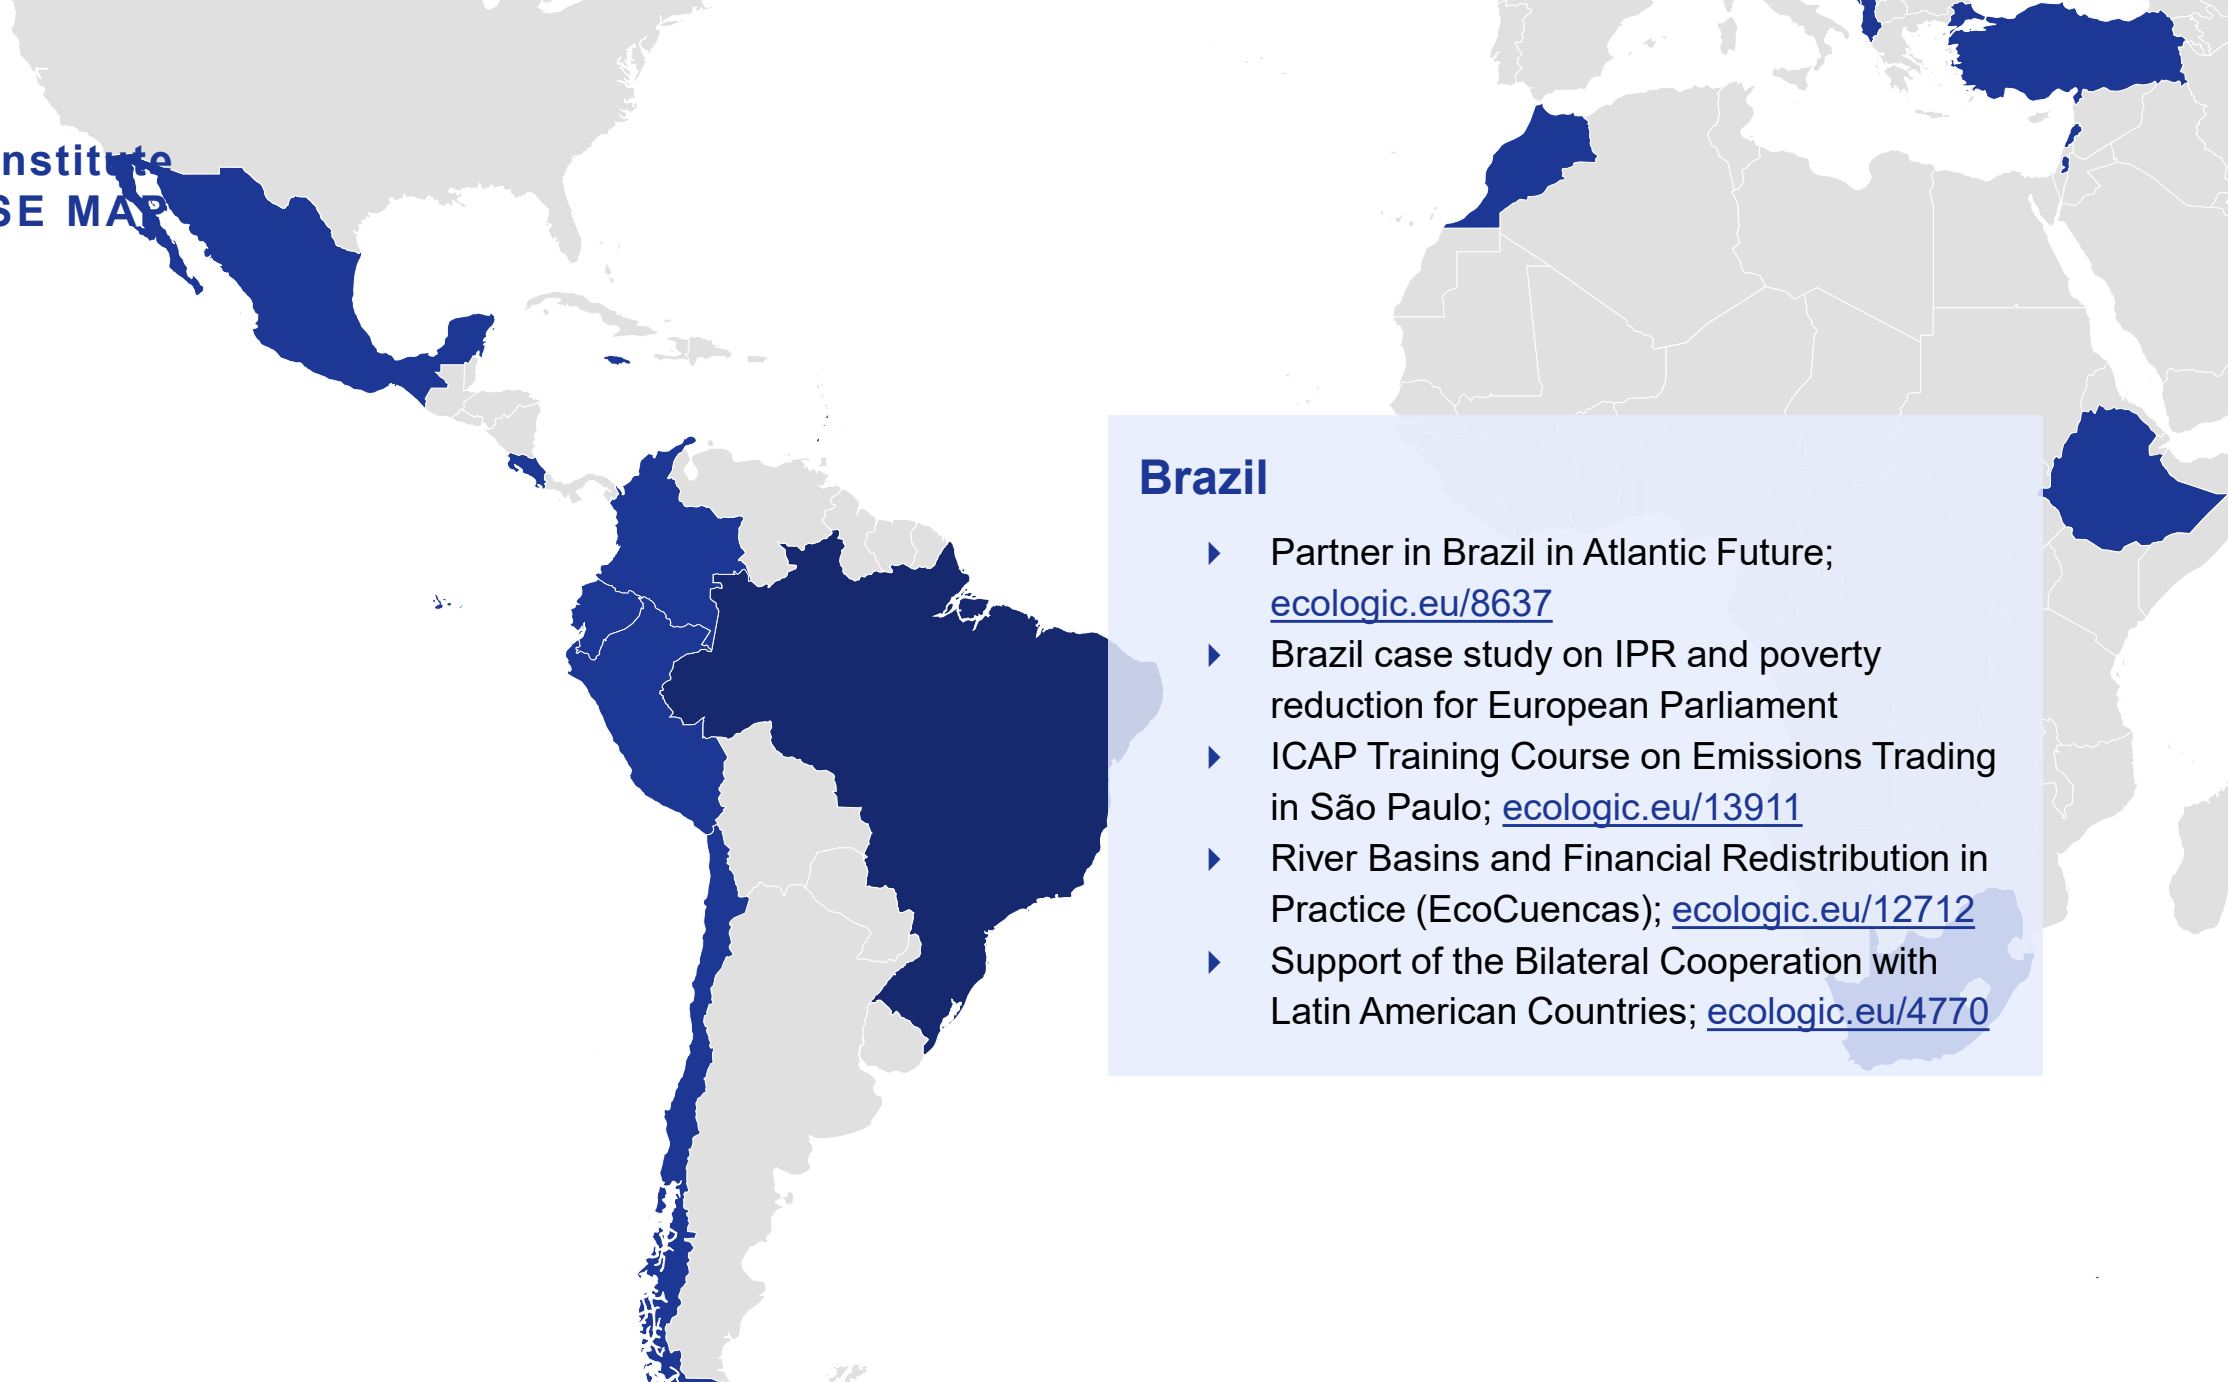 nstitute
SE MAP
Brazil
Partner in Brazil in Atlantic Future;
ecologic.eu/8637
Brazil case study on IPR and poverty
reduction for European Parliament
ICAP Training Course on Emissions Trading
in São Paulo; ecologic.eu/13911
River Basins and Financial Redistribution in
Practice (EcoCuencas); ecologic.eu/12712
Support of the Bilateral Cooperation with
Latin American Countries; ecologic.eu/4770